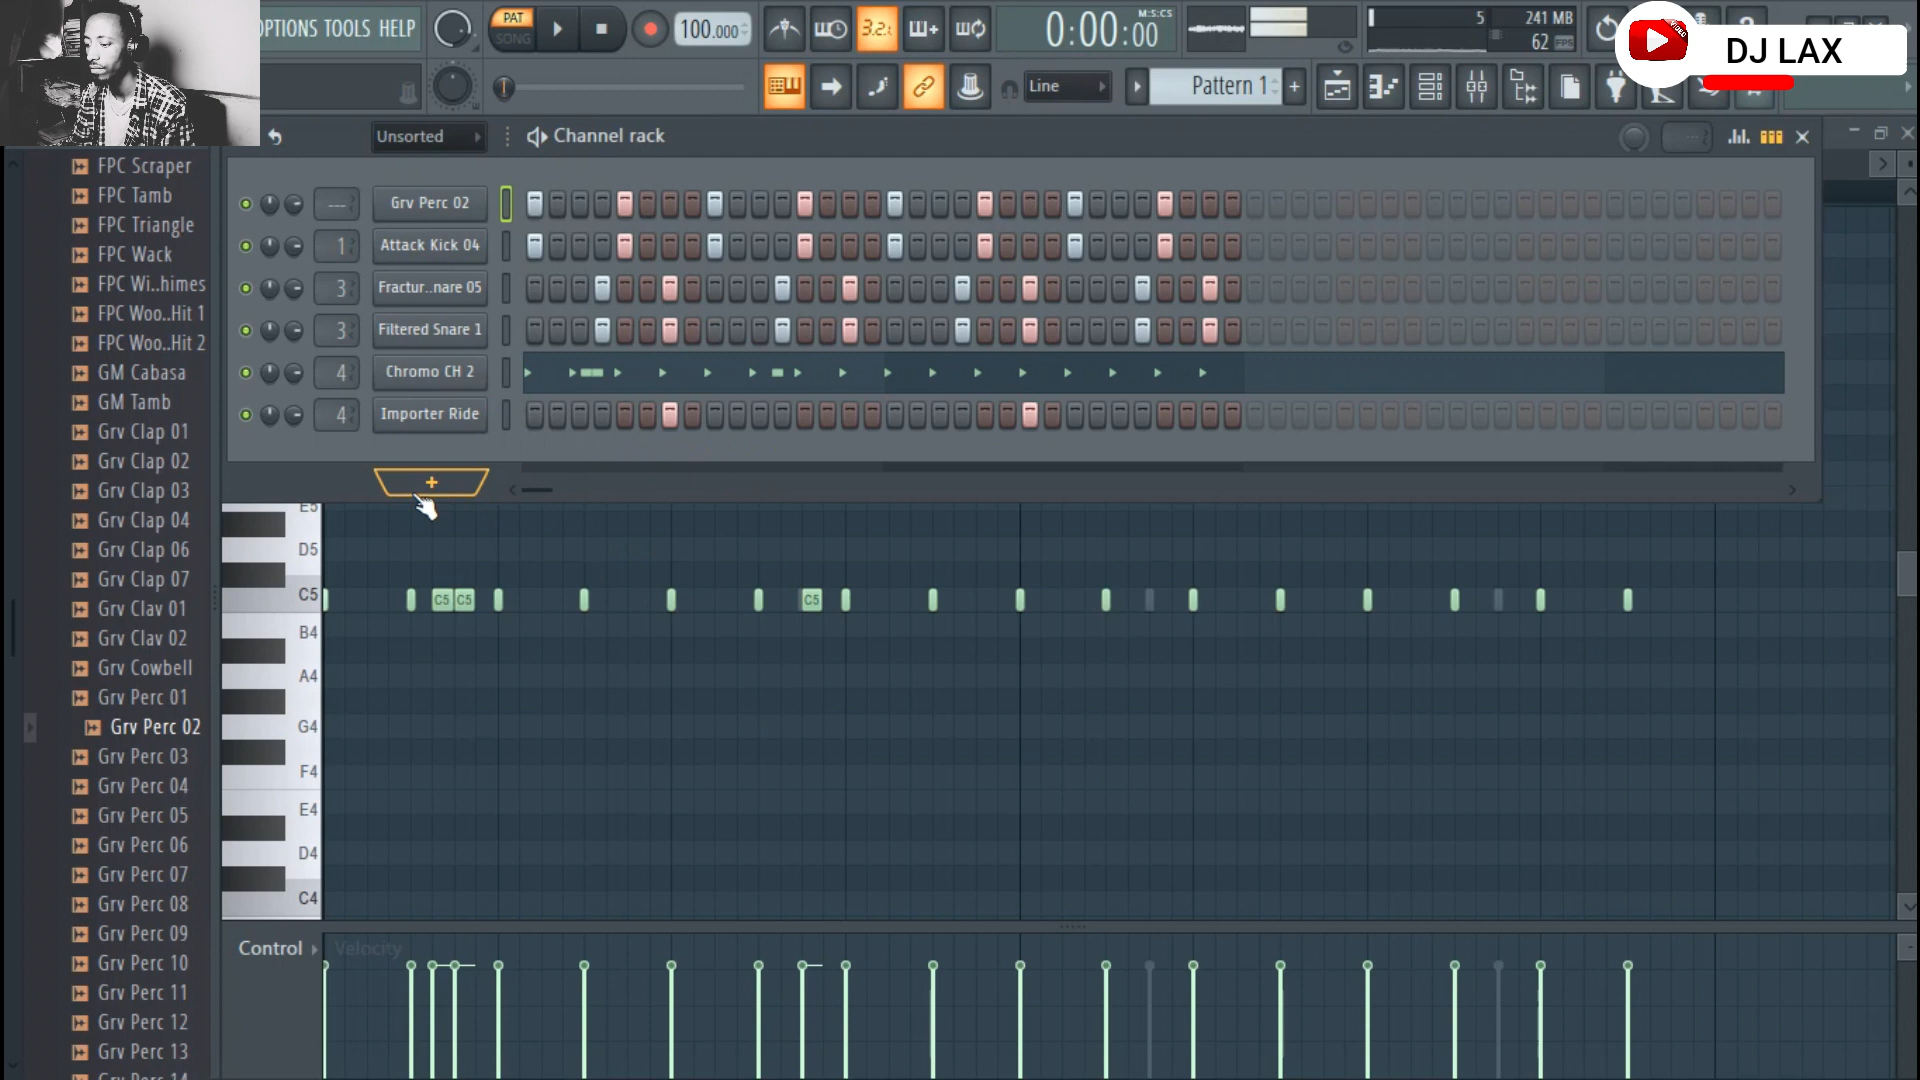 OPTIONS TOOLS HELP
PAT
SONG
100.000
3.2.
0:00:00
M:S:CS
5
241 MB
62
DJ LAX
Line
Pattern 1
+
Unsorted
Channel rack
FPC Scraper
FPC Tamb
FPC Triangle
FPC Wack
FPC Wi..himes
FPC Woo..Hit 1
FPC Woo..Hit 2
GM Cabasa
GM Tamb
Grv Clap 01
Grv Clap 02
Grv Clap 03
Grv Clap 04
Grv Clap 06
Grv Clap 07
Grv Clav 01
Grv Clav 02
Grv Cowbell
Grv Perc 01
Grv Perc 02
Grv Perc 03
Grv Perc 04
Grv Perc 05
Grv Perc 06
Grv Perc 07
Grv Perc 08
Grv Perc 09
Grv Perc 10
Grv Perc 11
Grv Perc 12
Grv Perc 13
Grv Perc 14
--- Grv Perc 02
1 Attack Kick 04
3 Fractur..nare 05
3 Filtered Snare 1
4 Chromo CH 2
4 Importer Ride
+
E5
D5
C5 C5 C5 C5
B4
A4
G4
F4
E4
D4
C4
Control Velocity